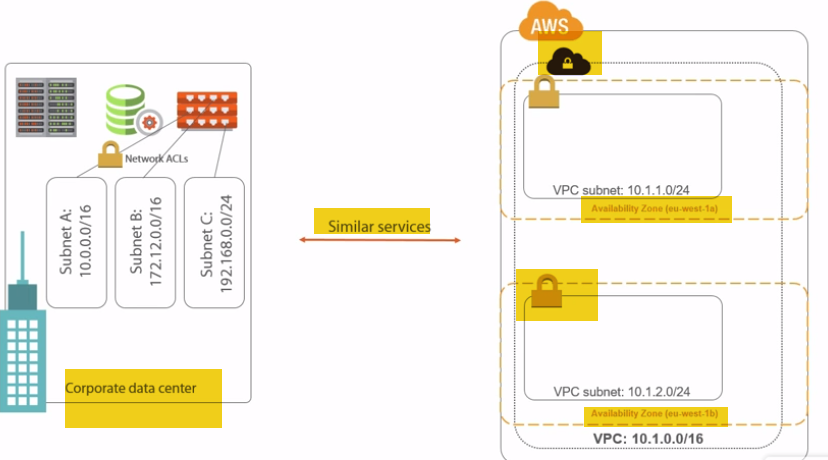 AWS
Network ACLs
Subnet A:
10.0.0.0/16
Subnet B:
172.12.0.0/16
Subnet C:
192.168.0.0/24
Corporate data center
Similar services
VPC subnet: 10.1.1.0/24
Availability Zone (eu-west-1a)
VPC subnet: 10.1.2.0/24
Availability Zone (eu-west-1b)
VPC: 10.1.0.0/16